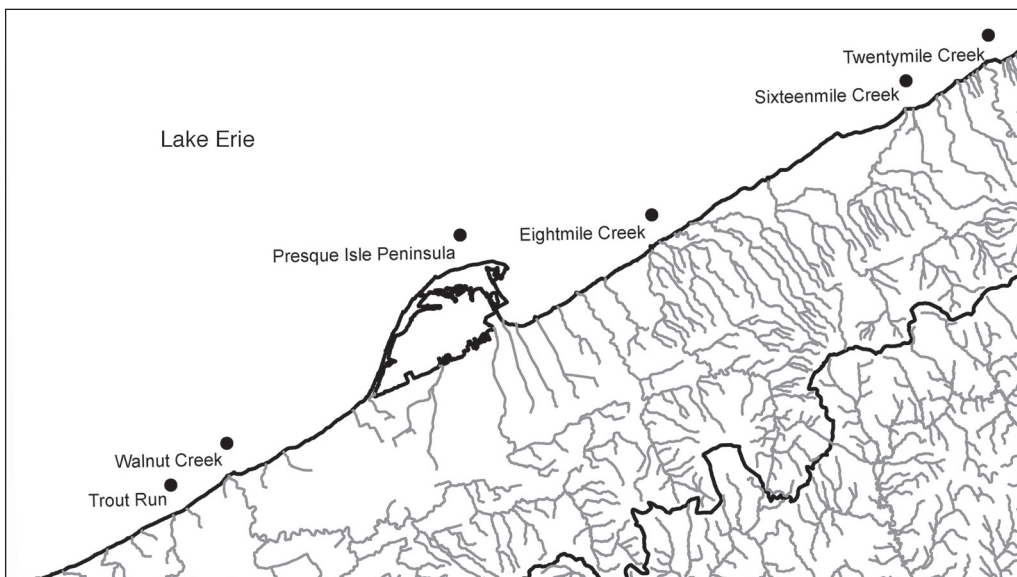 Twentymile Creek
Sixteenmile Creek
Lake Erie
Eightmile Creek
Presque Isle Peninsula
Walnut Creek
Trout Run